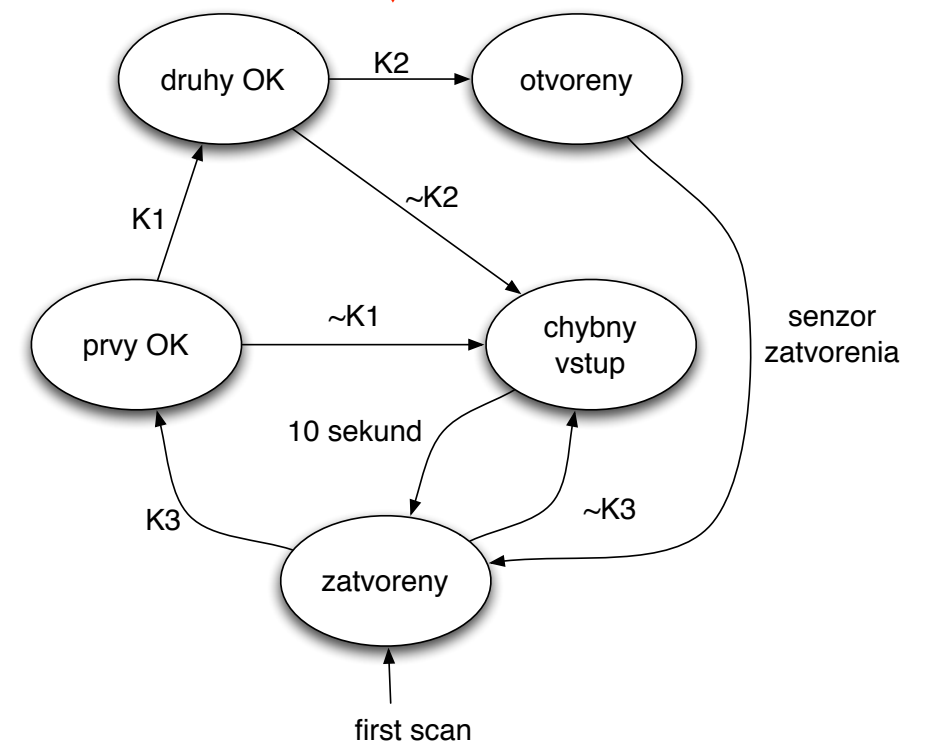 druhy OK
K2
otvoreny
~K2
K1
~K1
prvy OK
chybny
vstup
senzor
zatvorenia
10 sekund
K3
~K3
zatvoreny
first scan